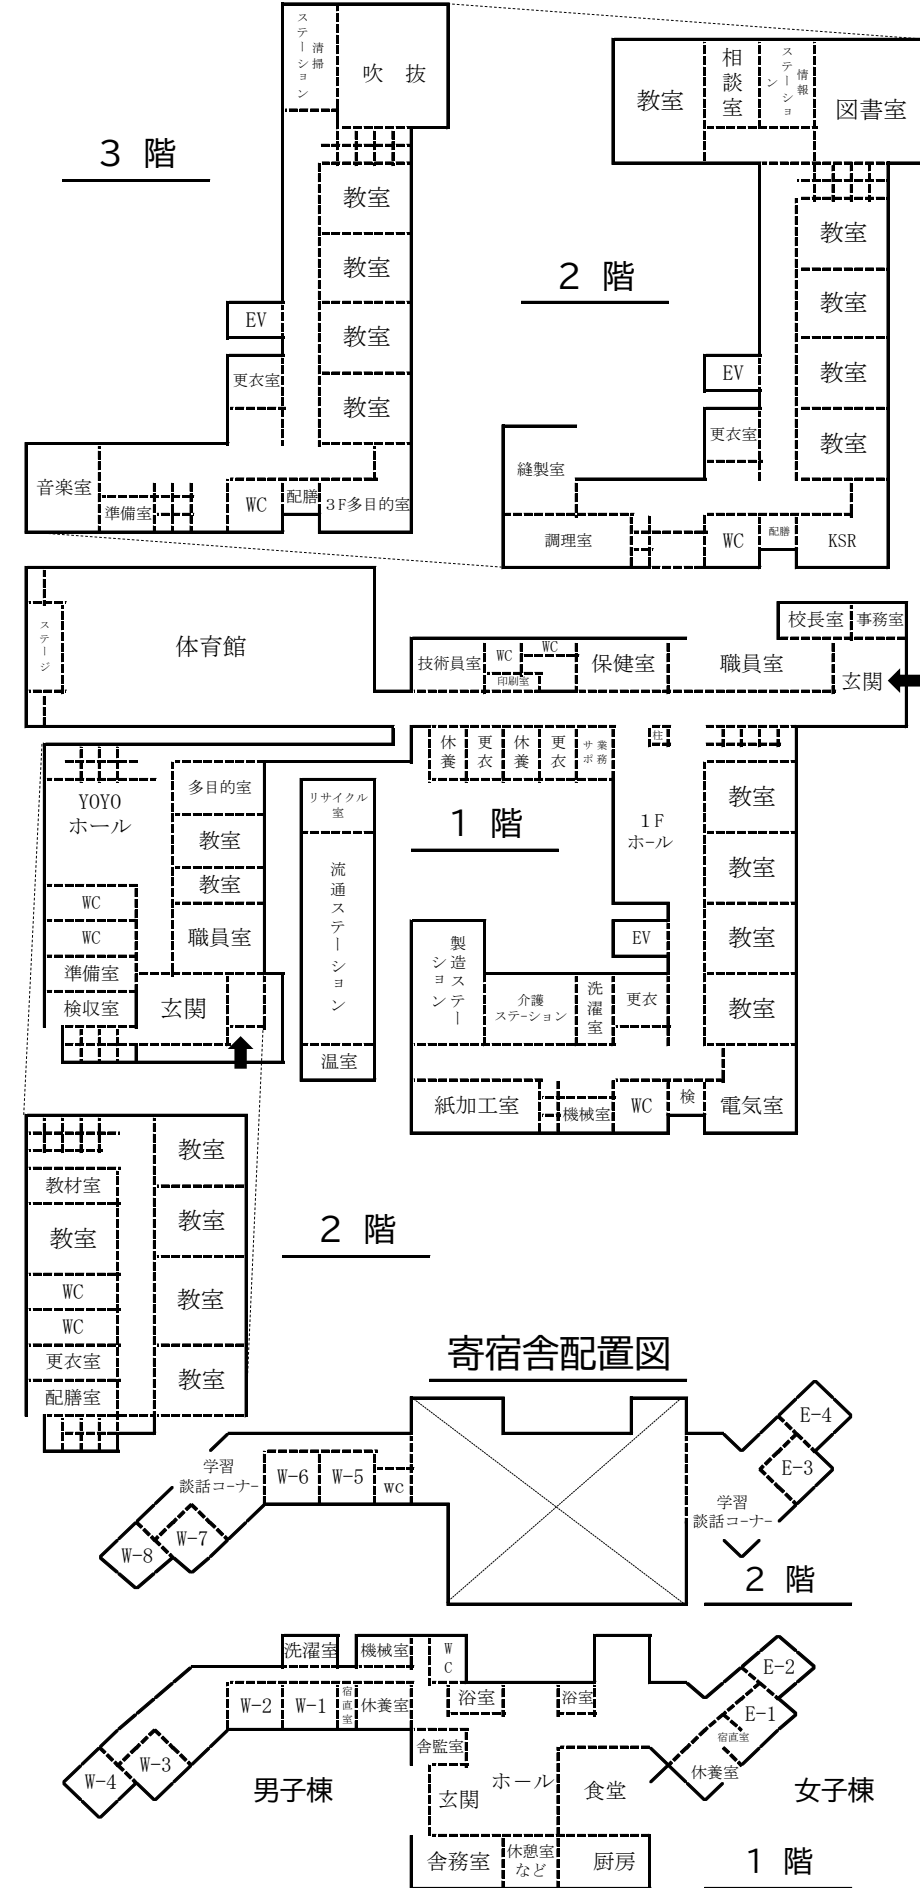 清掃
ステーション
吹　抜
3 階
教室
教室
教室
教室
EV
更衣室
音楽室
準備室
WC
配膳
3F多目的室
教室
相談室
情報
ステーション
図書室
2 階
教室
教室
教室
教室
EV
更衣室
縫製室
調理室
WC
配膳
KSR
ステージ
体育館
技術員室
WC
WC
印刷室
保健室
職員室
校長室
事務室
玄関
休養
更衣
休養
更衣
業務
サポ
柱
YOYO
ホール
多目的室
教室
教室
職員室
WC
WC
準備室
検収室
玄関
リサイクル
室
流通ステーション
温室
1 階
1F
ホール
教室
教室
教室
教室
EV
製造ステー
ション
介護
ステーション
洗濯室
更衣
紙加工室
機械室
WC
検
電気室
教室
教室
教室
教室
教材室
教室
WC
WC
更衣室
配膳室
2 階
寄宿舎配置図
学習
談話コーナー
W-6
W-5
WC
W-7
W-8
E-4
E-3
学習
談話コーナー
2 階
洗濯室
機械室
WC
W-2
W-1
宿直室
休養室
浴室
浴室
E-2
E-1
宿直室
休養室
W-3
W-4
舎監室
男子棟
玄関
ホール
食堂
女子棟
舎務室
休憩室
など
厨房
1 階